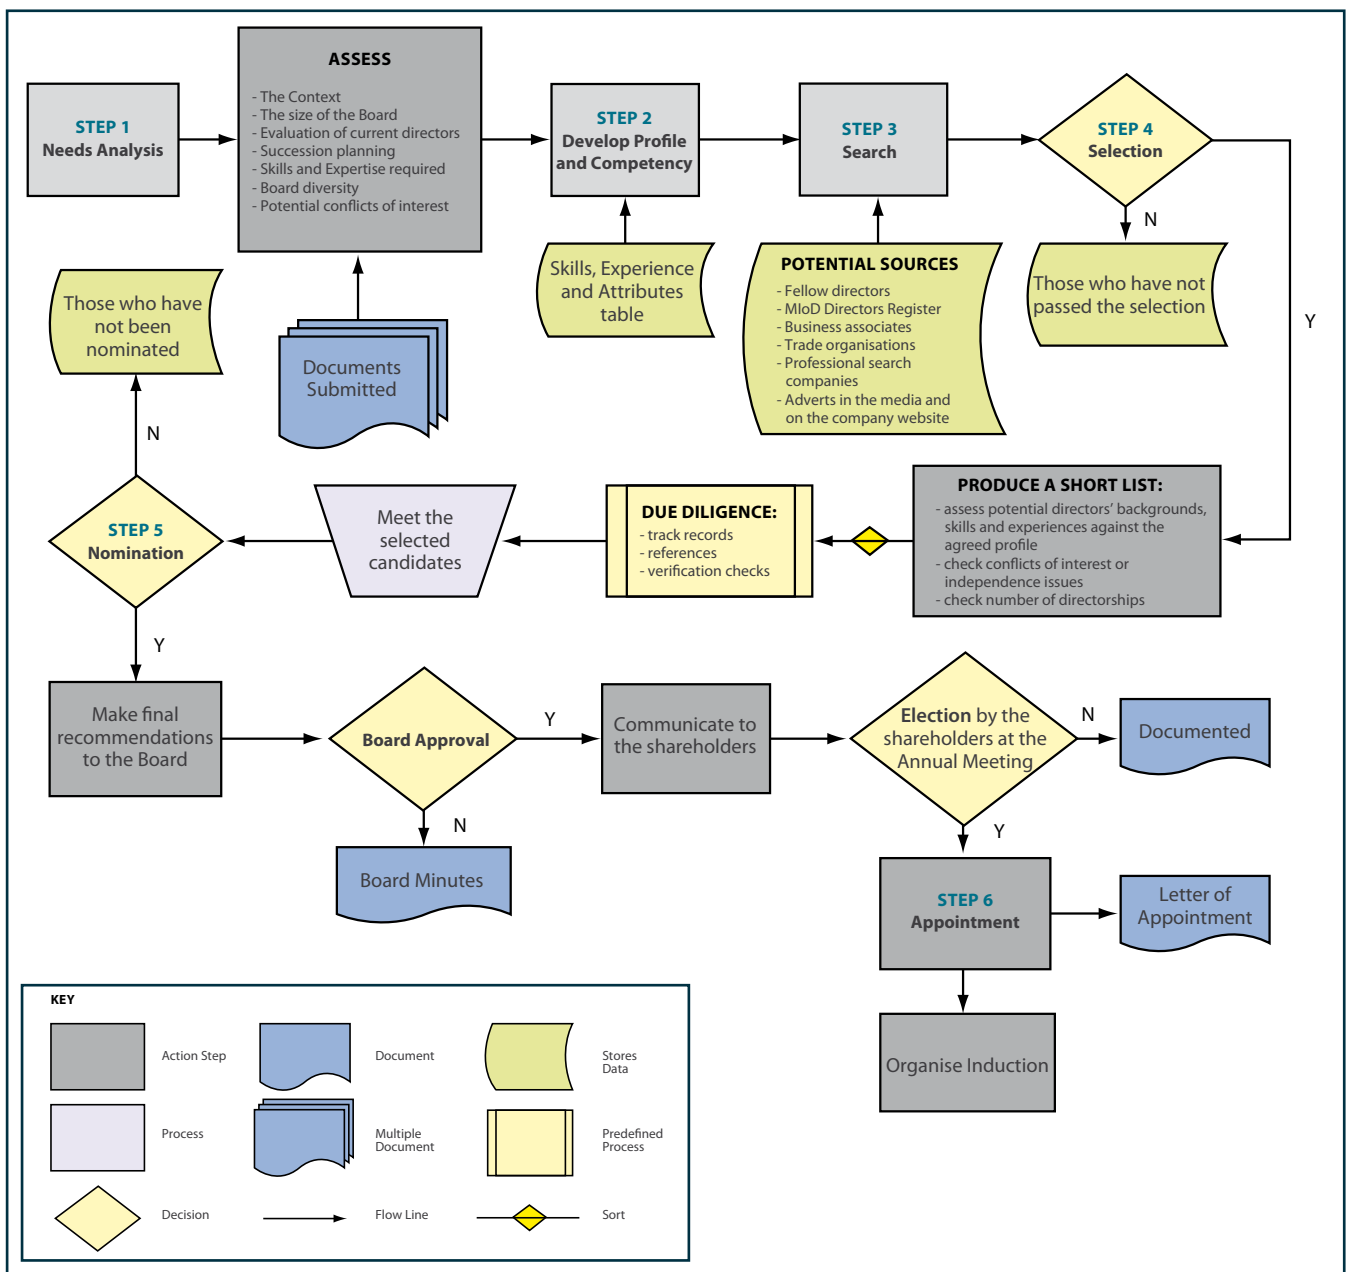 STEP 1
Needs Analysis
ASSESS
- The Context
- The size of the Board
- Evaluation of current directors
- Succession planning
- Skills and Expertise required
- Board diversity
- Potential conflicts of interest
STEP 2
Develop Profile
and Competency
STEP 3
Search
STEP 4
Selection
N
Y
Those who have
not been
nominated
Documents
Submitted
Skills, Experience
and Attributes
table
POTENTIAL SOURCES
- Fellow directors
- MIoD Directors Register
- Business associates
- Trade organisations
- Professional search
companies
- Adverts in the media and
on the company website
Those who have not
passed the selection
N
STEP 5
Nomination
Y
Meet the
selected
candidates
DUE DILIGENCE:
- track records
- references
- verification checks
PRODUCE A SHORT LIST:
- assess potential directors' backgrounds,
skills and experiences against the
agreed profile
- check conflicts of interest or
independence issues
- check number of directorships
Make final
recommendations
to the Board
Board Approval
Y
N
Board Minutes
Communicate to
the shareholders
Election by the
shareholders at the
Annual Meeting
N
Documented
Y
STEP 6
Appointment
Letter of
Appointment
Organise Induction
KEY
Action Step
Document
Stores
Data
Process
Multiple
Document
Predefined
Process
Decision
Flow Line
Sort